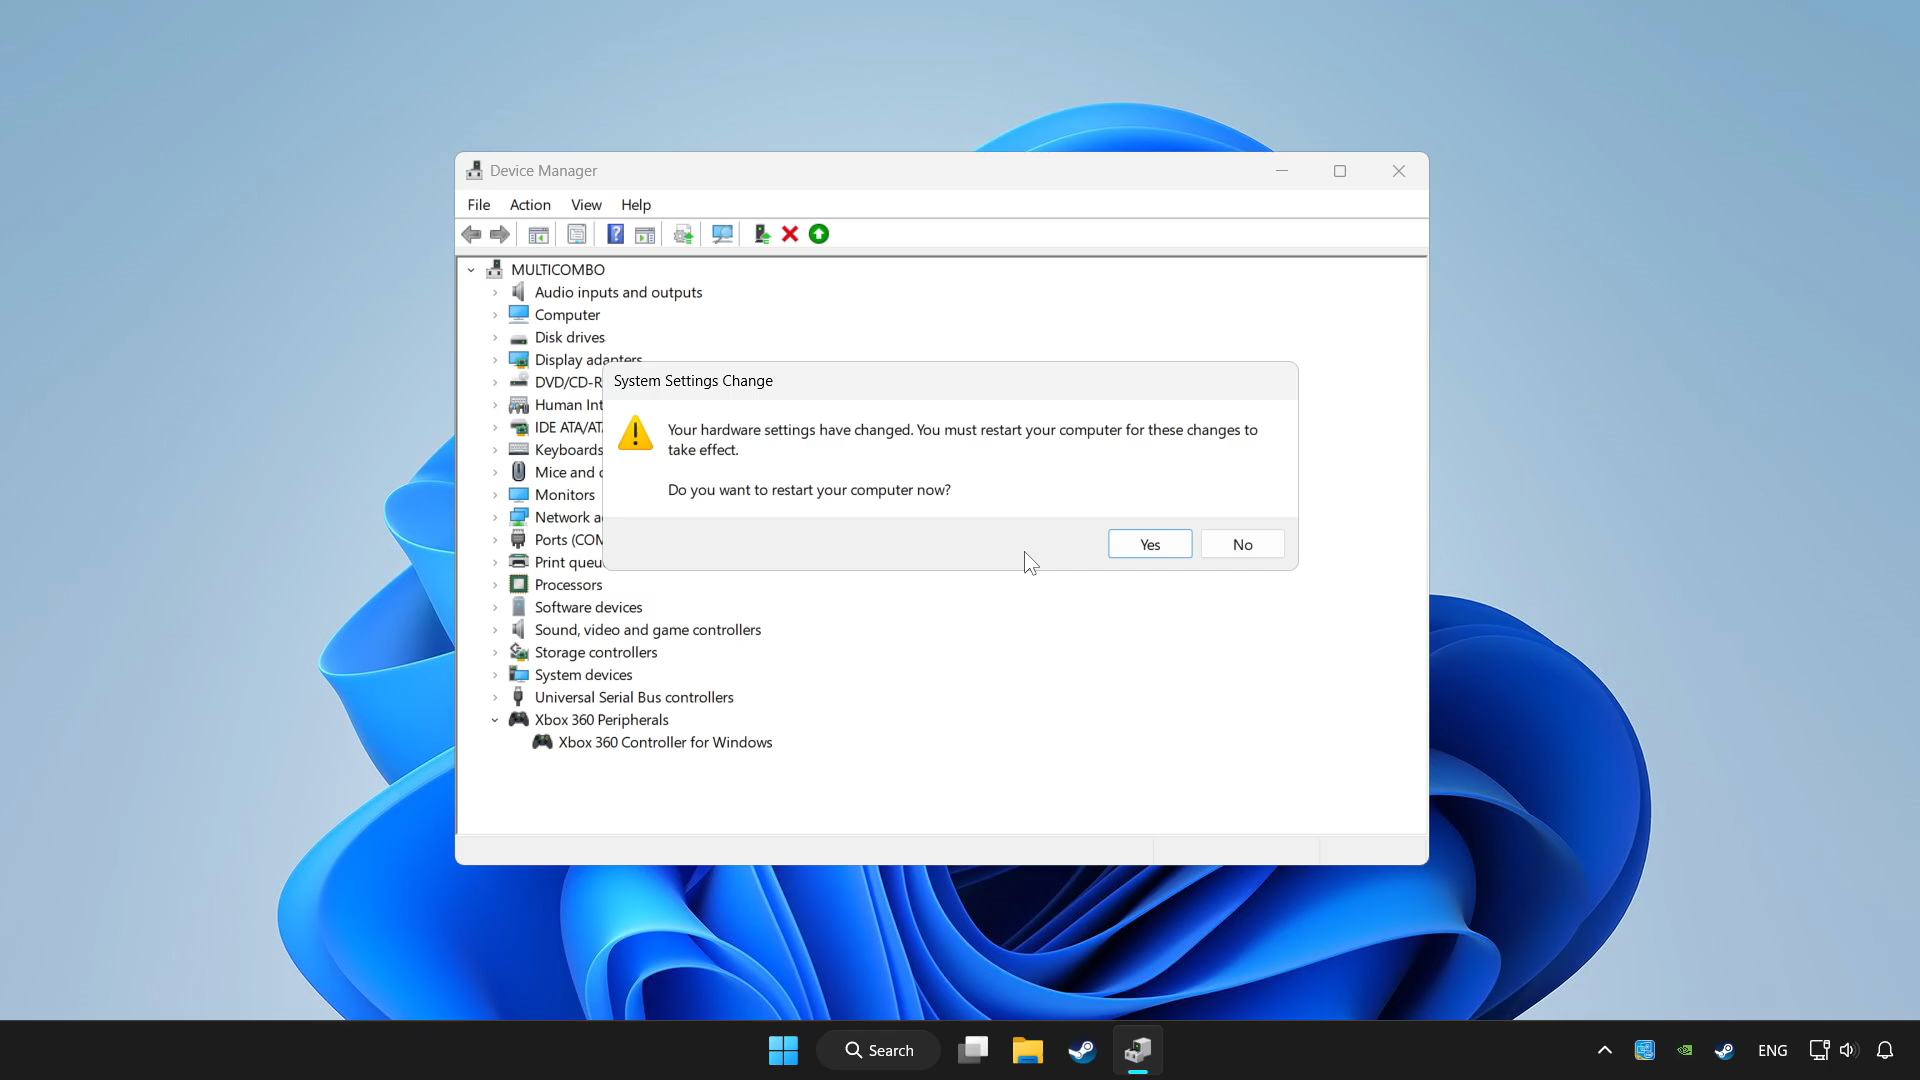 Device Manager
File Action View Help
MULTICOMBO
Audio inputs and outputs
Computer
Disk drives
Display adapters
DVD/CD-R
System Settings Change
Human Int
IDE ATA/AT
Your hardware settings have changed. You must restart your computer for these changes to
take effect.
Keyboards
Mice and
Do you want to restart your computer now?
Monitors
Network a
Ports (COM
Yes No
Print queu
Processors
Software devices
Sound, video and game controllers
Storage controllers
System devices
Universal Serial Bus controllers
Xbox 360 Peripherals
Xbox 360 Controller for Windows
Search
ENG